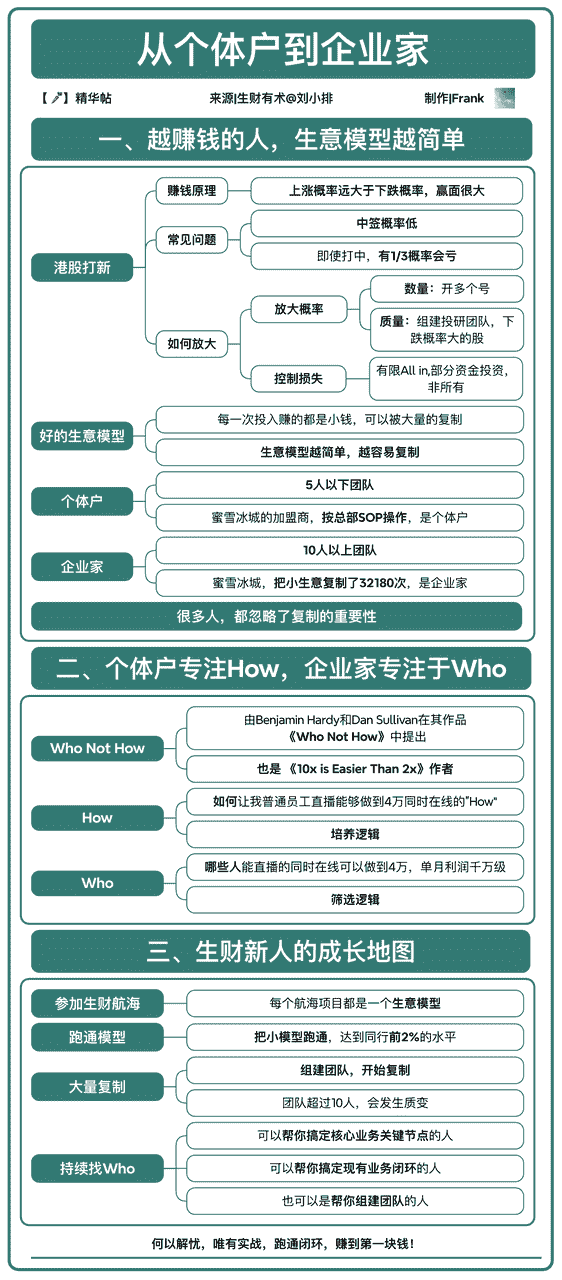 从个体户到企业家
【🎤】精华帖
来源|生财有术@刘小排
制作|Frank
一、越赚钱的人，生意模型越简单
港股打新
赚钱原理
上涨概率远大于下跌概率，赢面很大
常见问题
中签概率低
即使打中，有1/3概率会亏
如何放大
放大概率
数量：开多个号
质量：组建投研团队，下
跌概率大的股
控制损失
有限All in,部分资金投资，
非所有
好的生意模型
每一次投入赚的都是小钱，可以被大量的复制
生意模型越简单，越容易复制
个体户
5人以下团队
蜜雪冰城的加盟商，按总部SOP操作，是个体户
企业家
10人以上团队
蜜雪冰城，把小生意复制了32180次，是企业家
很多人，都忽略了复制的重要性
二、个体户专注How，企业家专注于Who
Who Not How
由Benjamin Hardy和Dan Sullivan在其作品
《Who Not How》中提出
也是 《10x is Easier Than 2x》作者
How
如何让我普通员工直播能够做到4万同时在线的"How"
培养逻辑
Who
哪些人能直播的同时在线可以做到4万，单月利润千万级
筛选逻辑
三、生财新人的成长地图
参加生财航海
每个航海项目都是一个生意模型
跑通模型
把小模型跑通，达到同行前2%的水平
大量复制
组建团队，开始复制
团队超过10人，会发生质变
持续找Who
可以帮你搞定核心业务关键节点的人
可以帮你搞定现有业务闭环的人
也可以是帮你组建团队的人
何以解忧，唯有实战，跑通闭环，赚到第一块钱！